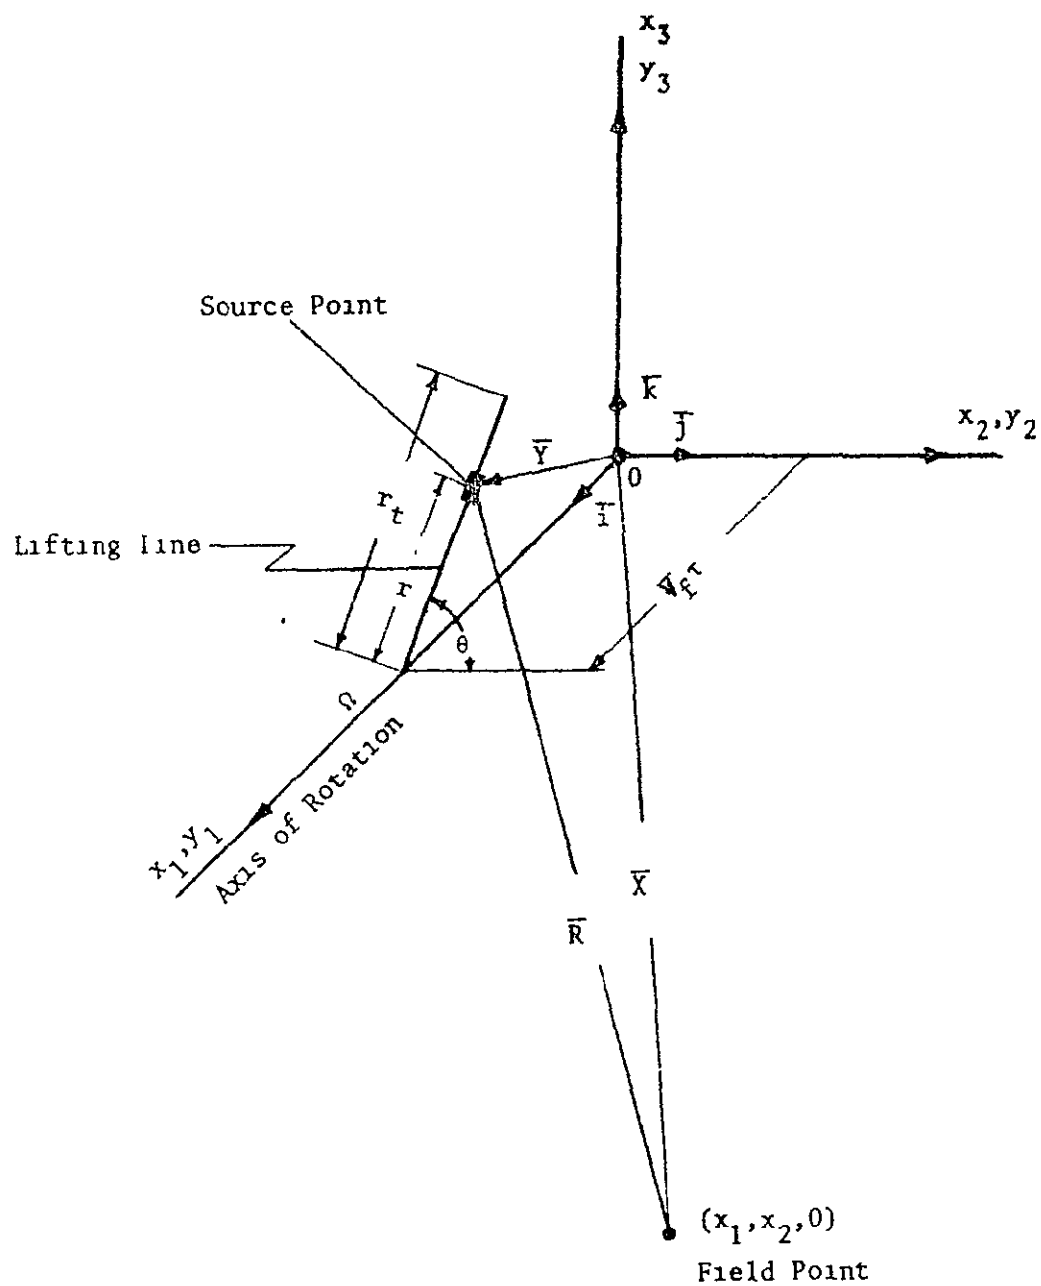 x₃
y₃
Source Point
k̅
j̅
x₂,y₂
Y̅
0
i̅
rₜ
Lifting line
r
V_f τ
θ
Ω
Axis of Rotation
x₁,y₁
X̅
R̅
(x₁,x₂,0)
Field Point